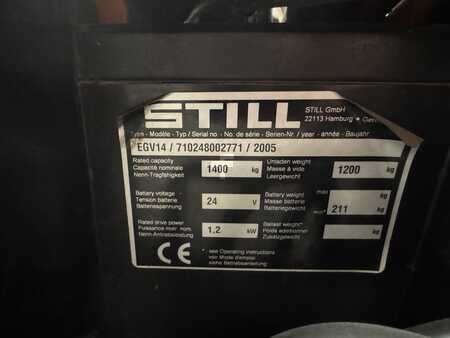 STILL
STILL GmbH
22113 Hamburg ★
Type - Modèle - Typ / Serial no. - No. de série - Serien-Nr. / year - année - Baujahr
EGV14 / 710248002771 / 2005
Rated capacity
Capacité nominale
Nenn-Tragfähigkeit
1400 kg
Unladen weight
Masse à vide
Leergewicht
1200 kg
Battery voltage
Tension batterie
Batteriespannung
24 V
Battery weight
Masse batterie
Batteriegewicht
max kg
min 211 kg
Rated drive power
Puissance motr. nom.
Nenn-Antriebsleistung
1.2 kW
Ballast weight*
Poids additionnel
Zusatzgewicht
kg
CE
* see Operating instructions
voir Mode d'emploi
siehe Betriebsanleitung